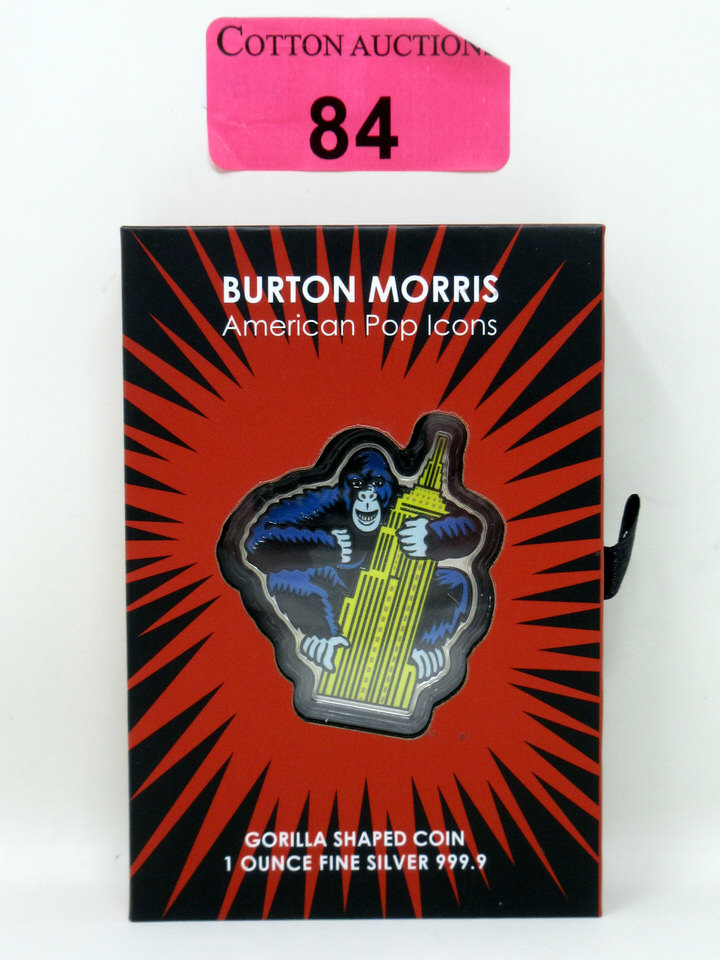 COTTON AUCTION
84
BURTON MORRIS
American Pop Icons
GORILLA SHAPED COIN
1 OUNCE FINE SILVER 999.9